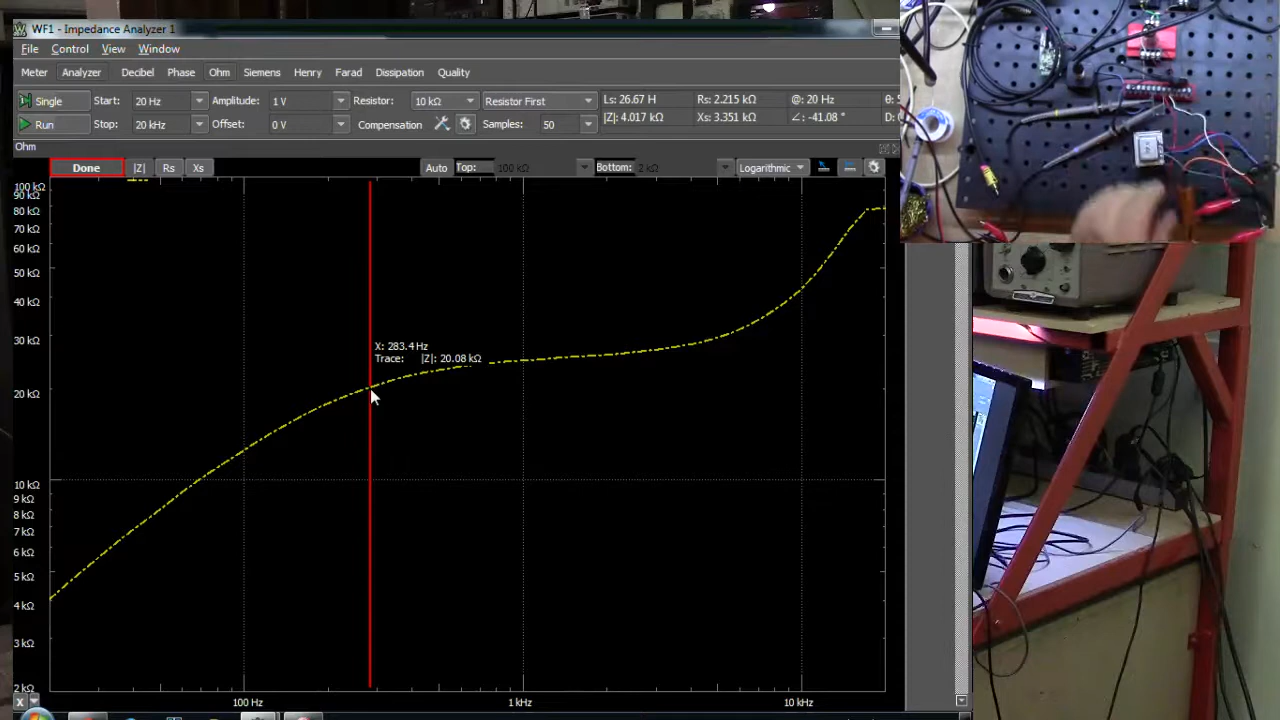 WF1 - Impedance Analyzer 1
File Control View Window
Meter Analyzer Decibel Phase Ohm Siemens Henry Farad Dissipation Quality
Single Start: 20 Hz Amplitude: 1 V Resistor: 10 kΩ Resistor First Ls: 26.67 H Rs: 2.215 kΩ @: 20 Hz θ:
Run Stop: 20 kHz Offset: 0 V Compensation Samples: 50 |Z|: 4.017 kΩ Xs: 3.351 kΩ ∠: -41.08 ° D:
Ohm
Done |Z| Rs Xs Auto Top: 100 kΩ Bottom: 2 kΩ Logarithmic
100 kΩ
90 kΩ
80 kΩ
70 kΩ
60 kΩ
50 kΩ
40 kΩ
30 kΩ
X: 283.4 Hz
Trace: |Z|: 20.08 kΩ
20 kΩ
10 kΩ
9 kΩ
8 kΩ
7 kΩ
6 kΩ
5 kΩ
4 kΩ
3 kΩ
2 kΩ
X 100 Hz 1 kHz 10 kHz